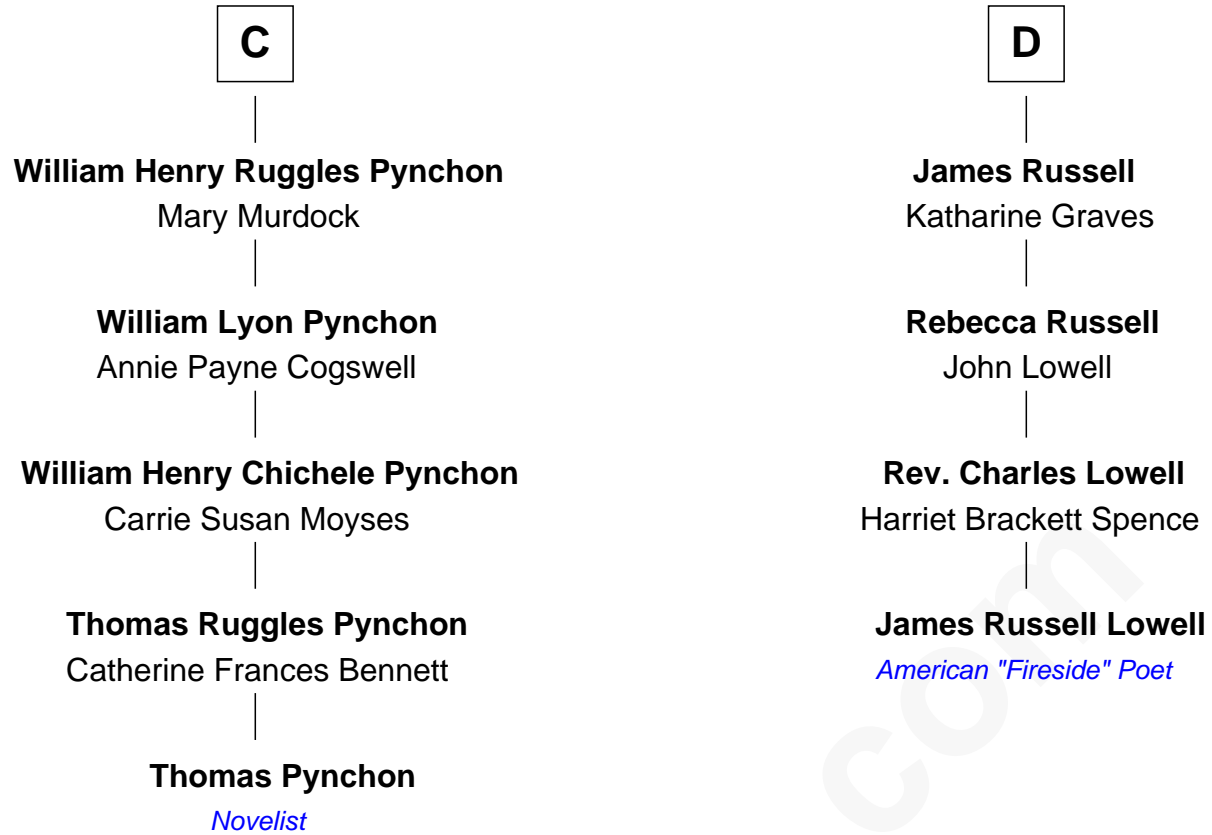 C
William Henry Ruggles Pynchon
Mary Murdock
William Lyon Pynchon
Annie Payne Cogswell
William Henry Chichele Pynchon
Carrie Susan Moyses
Thomas Ruggles Pynchon
Catherine Frances Bennett
Thomas Pynchon
Novelist
D
James Russell
Katharine Graves
Rebecca Russell
John Lowell
Rev. Charles Lowell
Harriet Brackett Spence
James Russell Lowell
American "Fireside" Poet
com